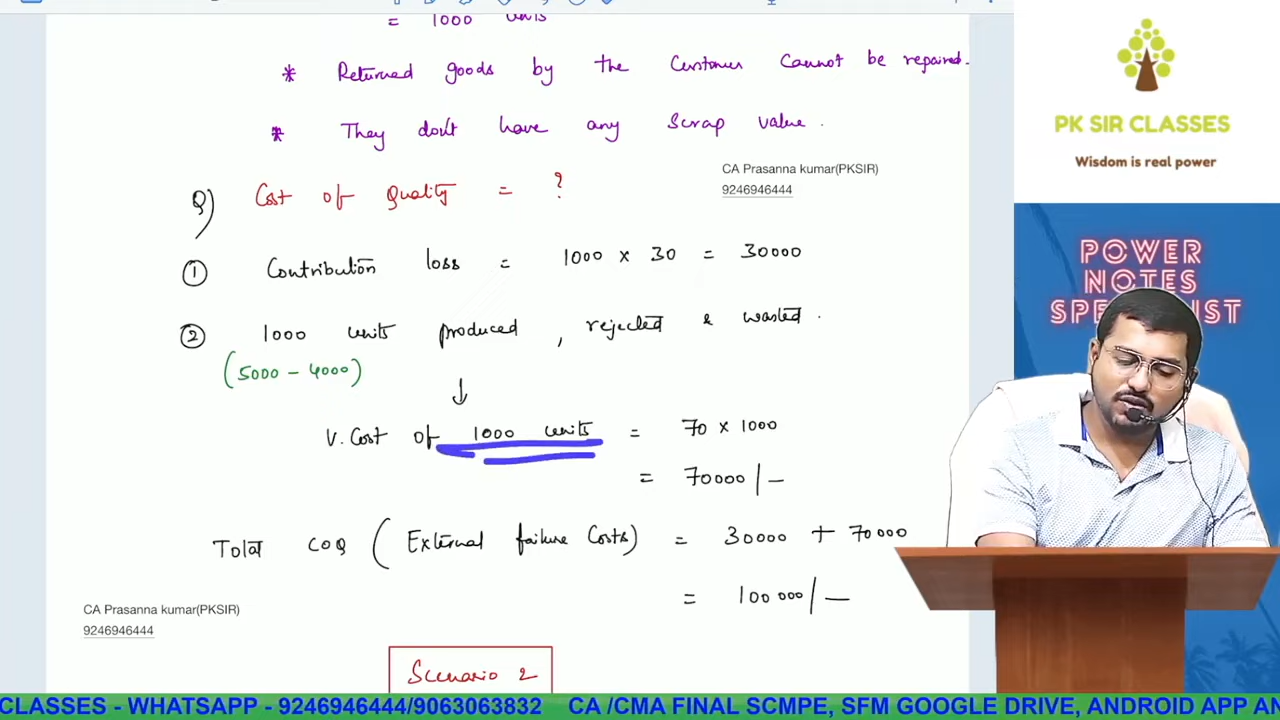 = 1000 units
* Returned goods by the Customer Cannot be repaired.
* They don't have any Scrap value.
CA Prasanna kumar(PKSIR)
9246946444
Q) Cost of Quality = ?
① Contribution loss = 1000 × 30 = 30000
② 1000 units produced, rejected & wasted.
(5000 - 4000)
↓
V. Cost of 1000 units = 70 × 1000
= 70000/-
Total COQ (External failure Costs) = 30000 + 70000
= 100000/-
CA Prasanna kumar(PKSIR)
9246946444
Scenario 2
PK SIR CLASSES
Wisdom is real power
POWER
NOTES
SPECIALIST
CLASSES - WHATSAPP - 9246946444/9063063832 CA /CMA FINAL SCMPE, SFM GOOGLE DRIVE, ANDROID APP AN